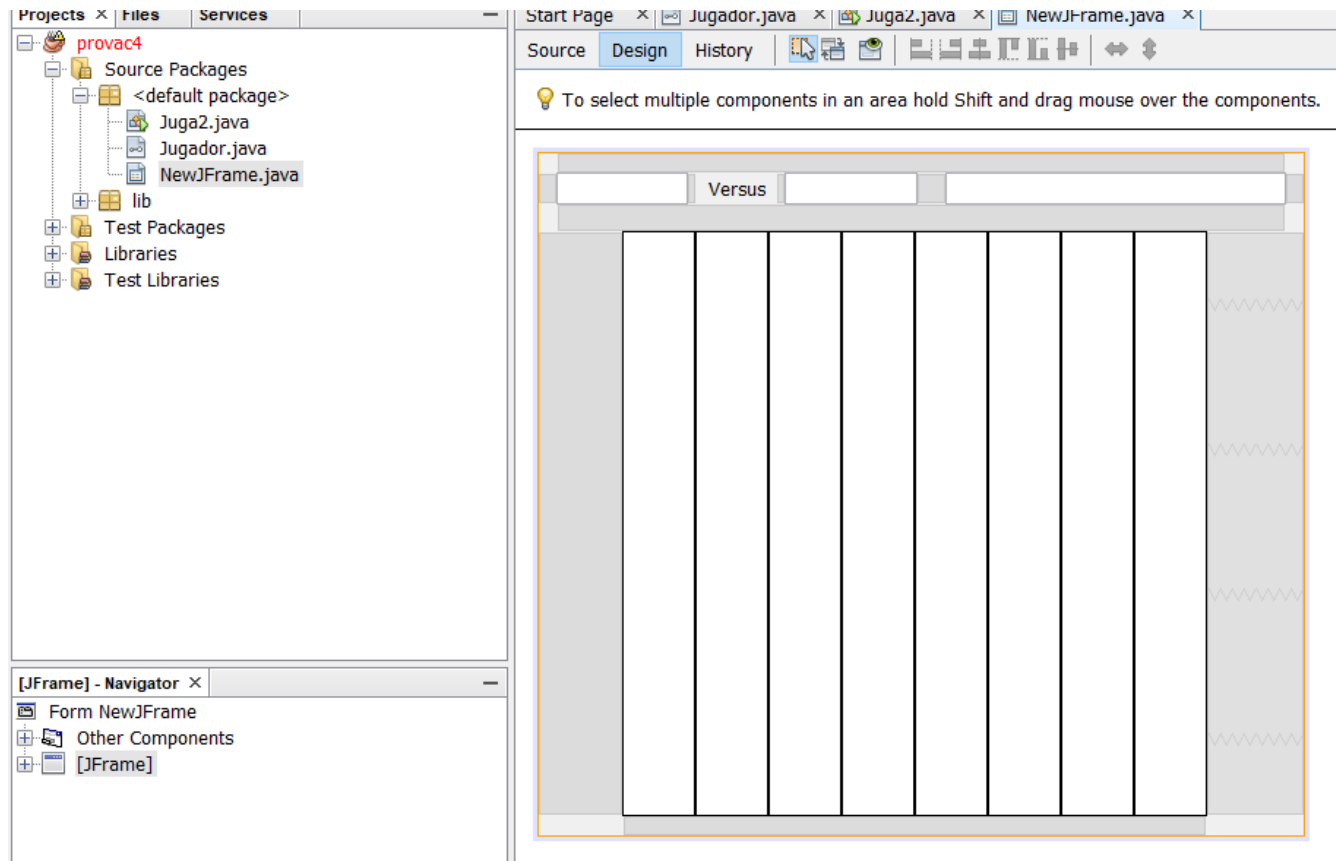 Projects × Files Services
provac4
Source Packages
<default package>
Juga2.java
Jugador.java
NewJFrame.java
lib
Test Packages
Libraries
Test Libraries
[JFrame] - Navigator ×
Form NewJFrame
Other Components
[JFrame]
Start Page × Jugador.java × Juga2.java × NewJFrame.java ×
Source Design History
To select multiple components in an area hold Shift and drag mouse over the components.
Versus